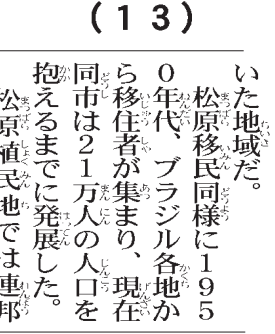 （１３）
いた地域だ。
松原移民同様に１９５
０年代、ブラジル各地か
ら移住者が集まり、現在
同市は２１万人の人口を
抱えるまでに発展した。
松原植民地では連邦